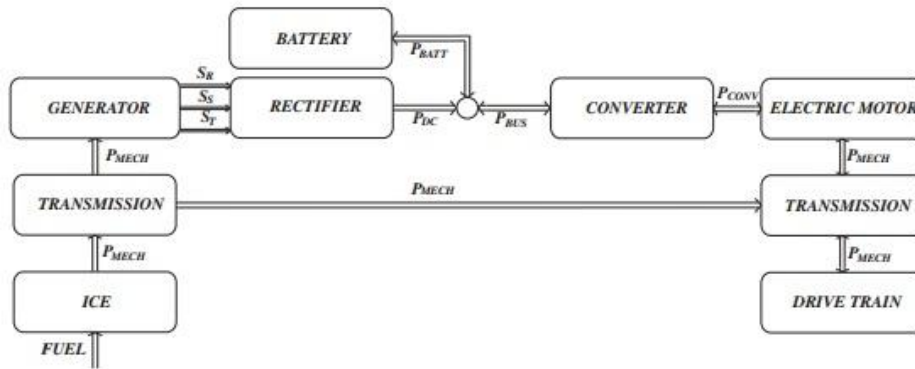 BATTERY
P_BATT
S_R
S_S
S_T
GENERATOR
RECTIFIER
P_DC
P_BUS
CONVERTER
P_CONV
ELECTRIC MOTOR
P_MECH
P_MECH
P_MECH
TRANSMISSION
TRANSMISSION
P_MECH
P_MECH
ICE
DRIVE TRAIN
FUEL